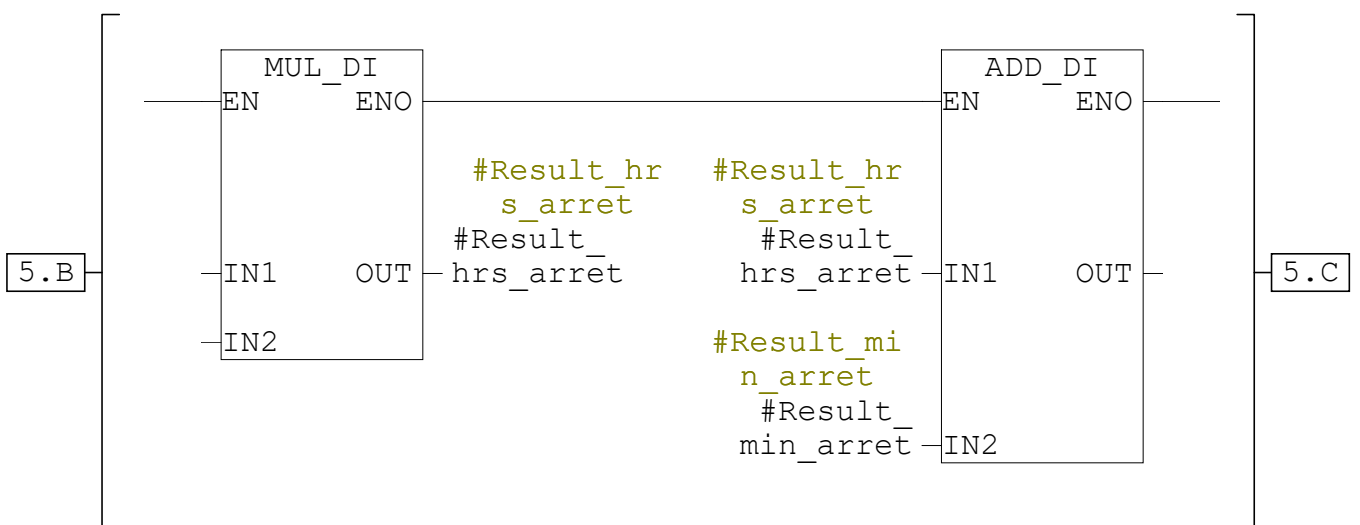 MUL_DI
EN ENO
#Result_hr
s_arret
#Result_
hrs_arret
IN1 OUT
IN2
ADD_DI
EN ENO
#Result_hr
s_arret
#Result_
hrs_arret
IN1 OUT
#Result_mi
n_arret
#Result_
min_arret
IN2
5.B
5.C